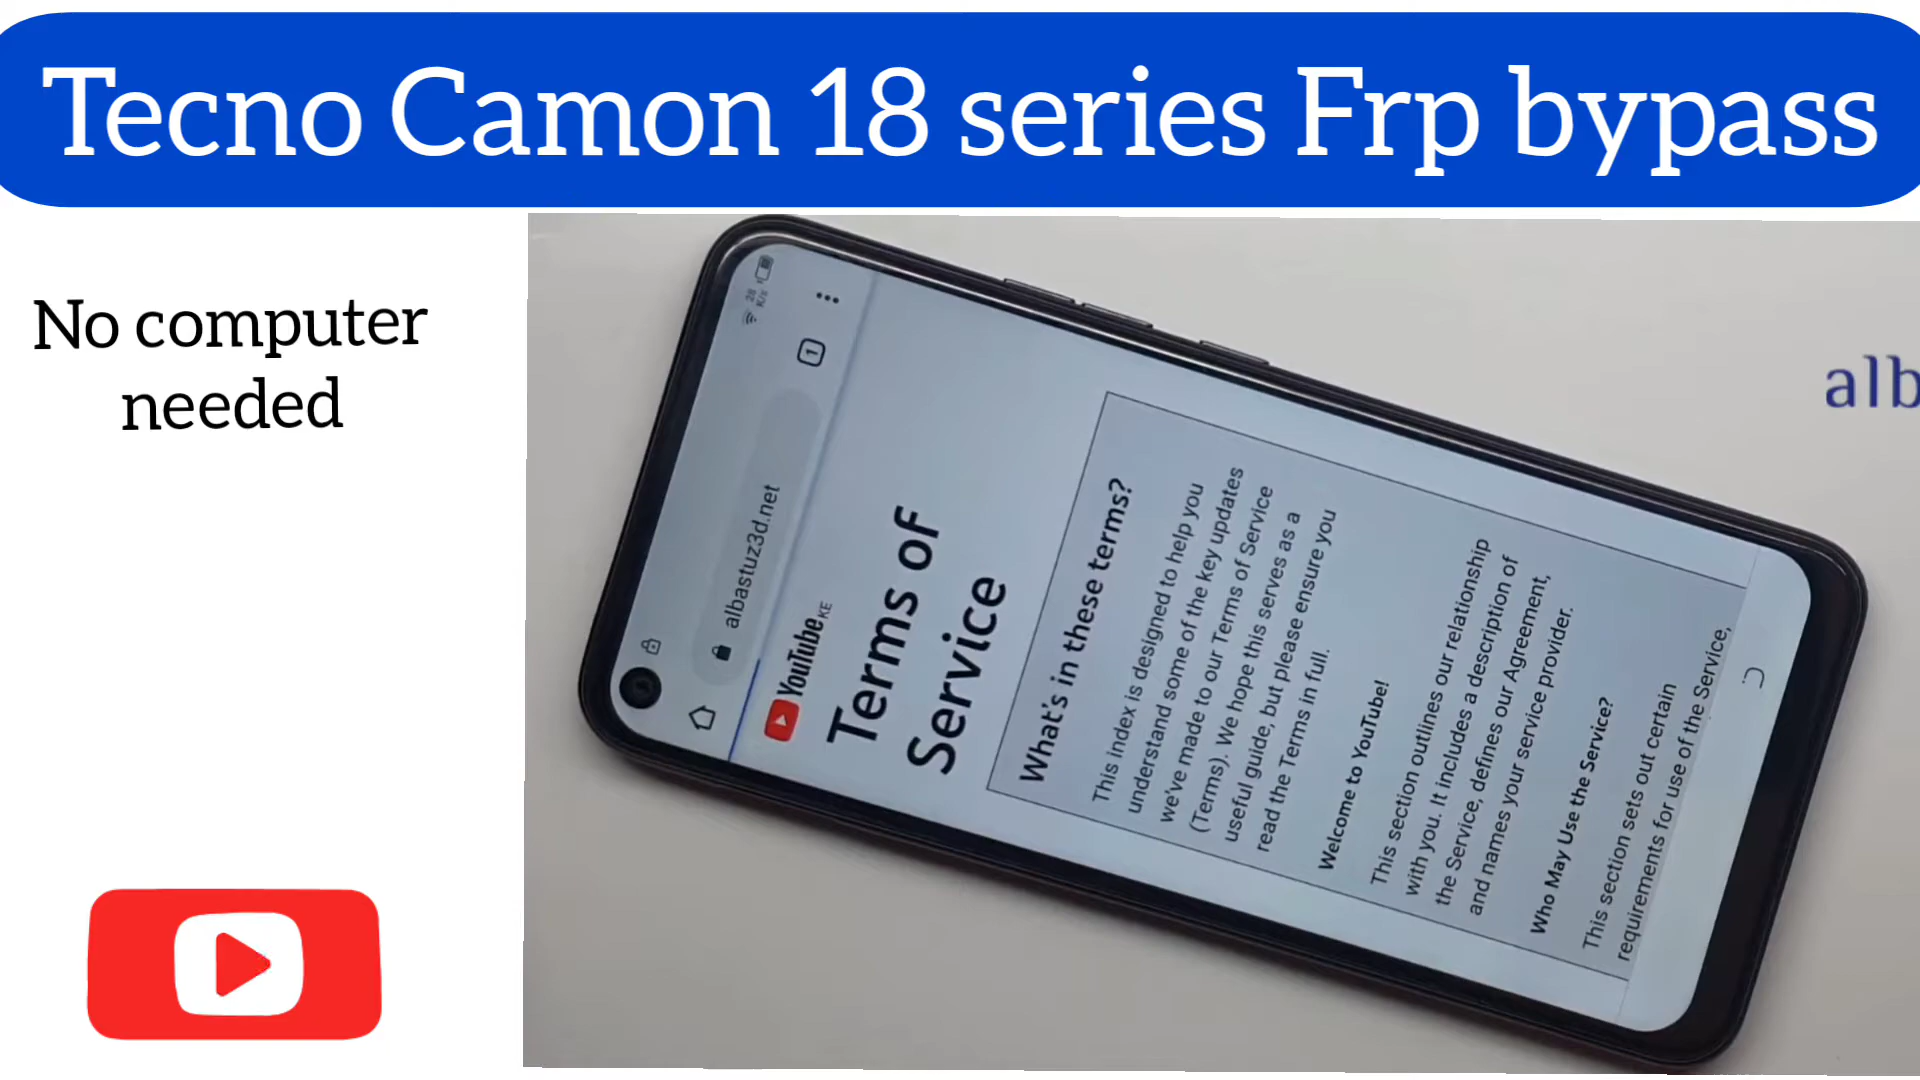 Tecno Camon 18 series Frp bypass
No computer
needed
28
K/s
1
albastuz3d.net
YouTube KE
Terms of
Service
What's in these terms?
This index is designed to help you
understand some of the key updates
we've made to our Terms of Service
(Terms). We hope this serves as a
useful guide, but please ensure you
read the Terms in full.
Welcome to YouTube!
This section outlines our relationship
with you. It includes a description of
the Service, defines our Agreement,
and names your service provider.
Who May Use the Service?
This section sets out certain
requirements for use of the Service,
alb